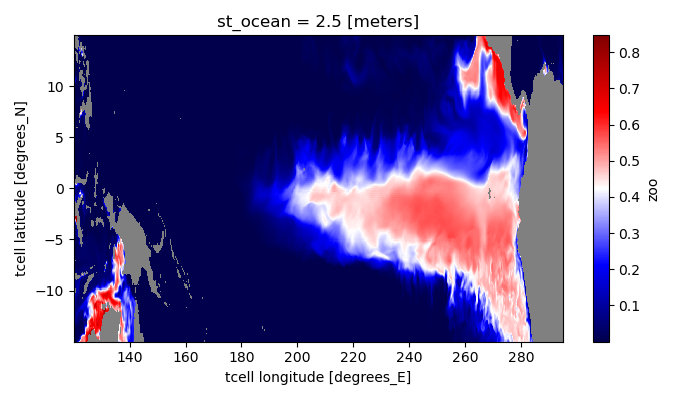 st_ocean = 2.5 [meters]
tcell latitude [degrees_N]
10
5
0
−5
−10
140 160 180 200 220 240 260 280
tcell longitude [degrees_E]
0.8
0.7
0.6
0.5
0.4
0.3
0.2
0.1
zoo